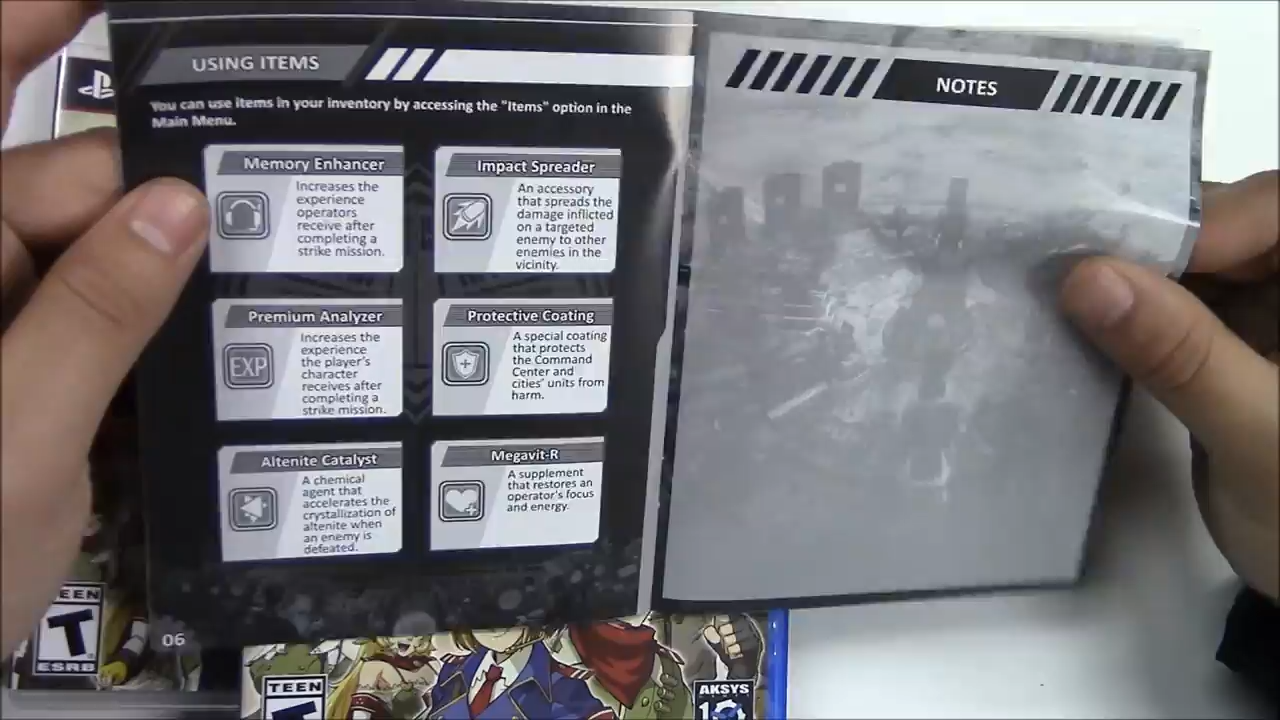 USING ITEMS
You can use items in your inventory by accessing the "Items" option in the
Main Menu.
Memory Enhancer
Increases the
experience
operators
receive after
completing a
strike mission.
Impact Spreader
An accessory
that spreads the
damage inflicted
on a targeted
enemy to other
enemies in the
vicinity.
Premium Analyzer
EXP
Increases the
experience
the player's
character
receives after
completing a
strike mission.
Protective Coating
A special coating
that protects
the Command
Center and
cities' units from
harm.
Altenite Catalyst
A chemical
agent that
accelerates the
crystallization of
altenite when
an enemy is
defeated.
Megavit-R
A supplement
that restores an
operator's focus
and energy.
06
NOTES
TEEN
T
ESRB
TEEN
T
AKSYS